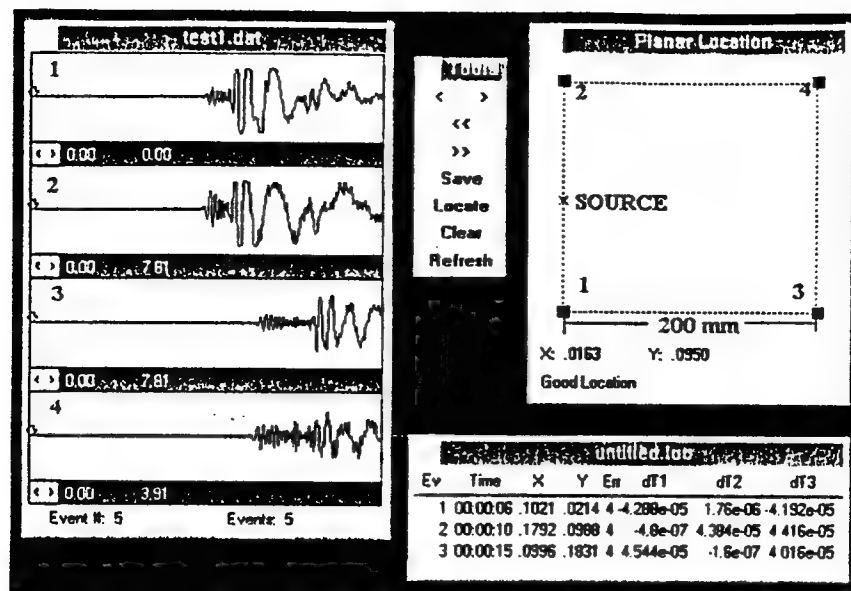 test1.dat
1
0.00 0.00
2
0.00 7.81
3
0.00 7.81
4
0.00 3.91
Event #: 5 Events: 5
Tools
< >
<<
>>
Save
Locate
Clear
Refresh
Planar Location
2 4
× SOURCE
1 3
200 mm
X: .0163 Y: .0950
Good Location
untitled.log
Ev Time X Y Err dT1 dT2 dT3
1 00:00:06 .1021 .0214 4 -4.288e-05 1.76e-06 -4.192e-05
2 00:00:10 .1792 .0988 4 -4.8e-07 4.384e-05 4.416e-05
3 00:00:15 .0996 .1831 4 4.544e-05 -1.6e-07 4.016e-05